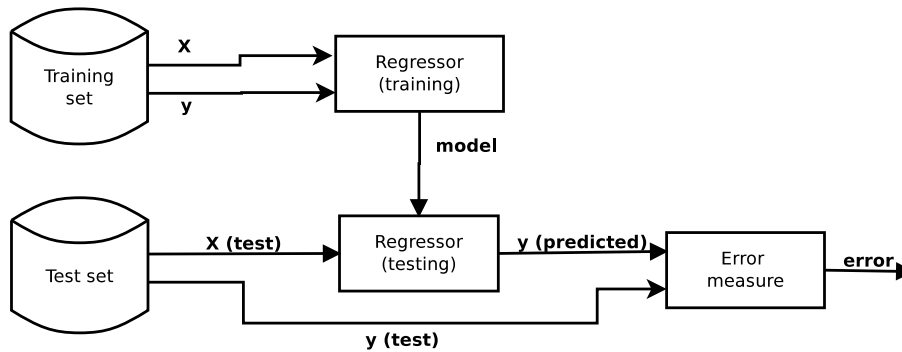 X
Training
set
y
Regressor
(training)
model
Test set
X (test)
Regressor
(testing)
y (predicted)
Error
measure
error
y (test)